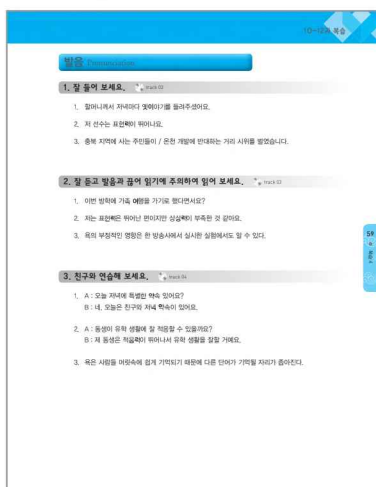 10~12과 복습
발음 Pronunciation
1. 잘 들어 보세요. track 02
1. 할머니께서 저녁마다 옛이야기를 들려주셨어요.
2. 저 선수는 표현력이 뛰어나요.
3. 충북 지역에 사는 주민들이 / 온천 개발에 반대하는 거리 시위를 벌였습니다.
2. 잘 듣고 발음과 끊어 읽기에 주의하여 읽어 보세요. track 03
1. 이번 방학에 가족 여행을 가기로 했다면서요?
2. 저는 표현력은 뛰어난 편이지만 상상력이 부족한 것 같아요.
3. 욕의 부정적인 영향은 한 방송사에서 실시한 실험에서도 알 수 있다.
3. 친구와 연습해 보세요. track 04
1. A : 오늘 저녁에 특별한 약속 있어요?
B : 네, 오늘은 친구와 저녁 약속이 있어요.
2. A : 동생이 유학 생활에 잘 적응할 수 있을까요?
B : 제 동생은 적응력이 뛰어나서 유학 생활을 잘할 거예요.
3. 욕은 사람들 머릿속에 쉽게 기억되기 때문에 다른 단어가 기억될 자리가 좁아진다.
59